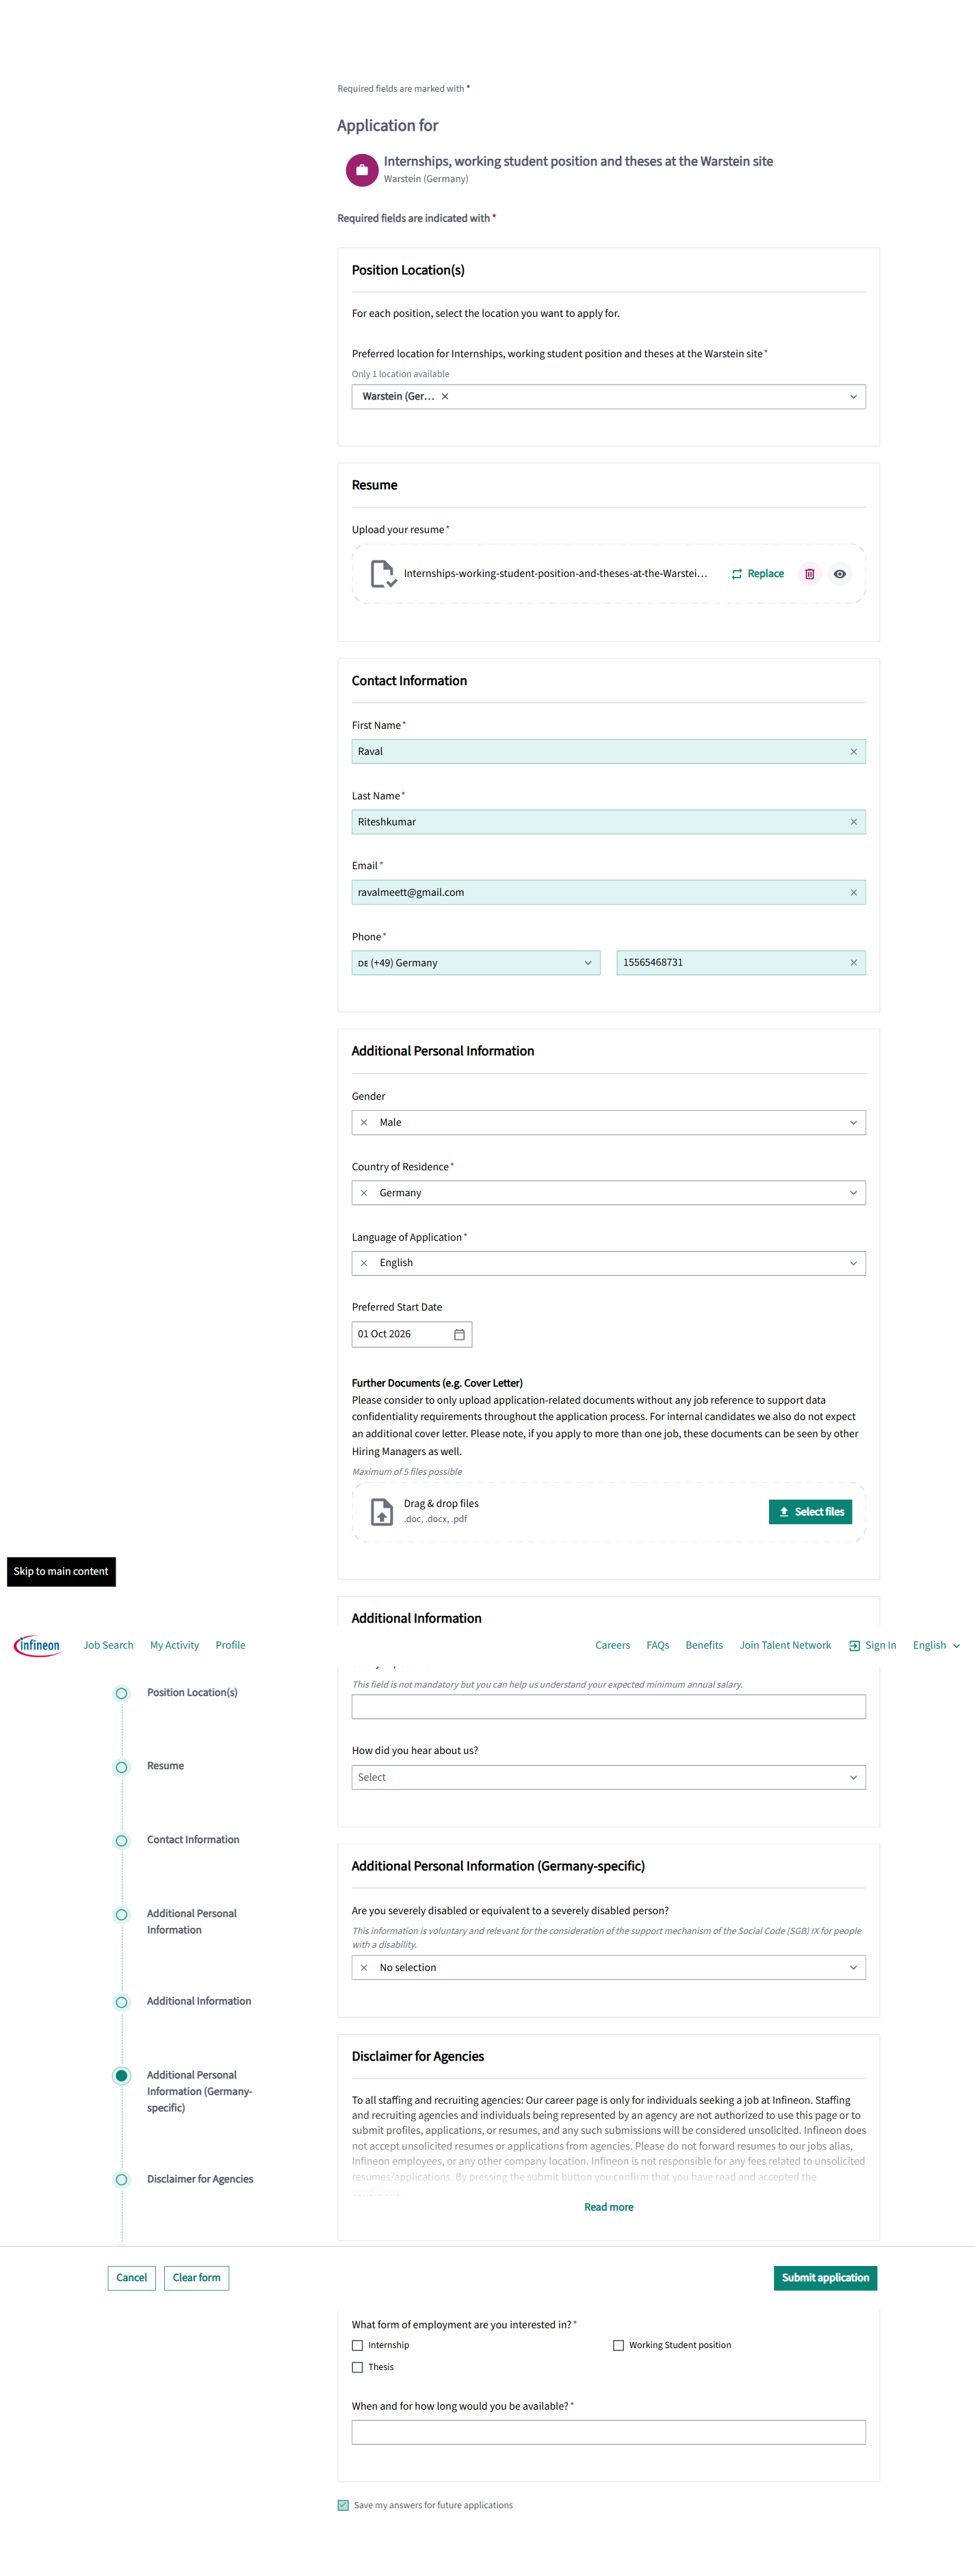 Required fields are marked with *
Application for
Internships, working student position and theses at the Warstein site
Warstein (Germany)
Required fields are indicated with *
Position Location(s)
For each position, select the location you want to apply for.
Preferred location for Internships, working student position and theses at the Warstein site*
Only 1 location available
Warstein (Ger...
Resume
Upload your resume*
Internships-working-student-position-and-theses-at-the-Warstei...
Replace
Contact Information
First Name*
Raval
Last Name*
Riteshkumar
Email*
ravalmeett@gmail.com
Phone*
DE (+49) Germany
15565468731
Additional Personal Information
Gender
Male
Country of Residence*
Germany
Language of Application*
English
Preferred Start Date
01 Oct 2026
Further Documents (e.g. Cover Letter)
Please consider to only upload application-related documents without any job reference to support data
confidentiality requirements throughout the application process. For internal candidates we also do not expect
an additional cover letter. Please note, if you apply to more than one job, these documents can be seen by other
Hiring Managers as well.
Maximum of 5 files possible
Drag & drop files
.doc, .docx, .pdf
Select files
Skip to main content
Additional Information
infineon
Job Search
My Activity
Profile
Careers
FAQs
Benefits
Join Talent Network
Sign In
English
This field is not mandatory but you can help us understand your expected minimum annual salary.
How did you hear about us?
Select
Position Location(s)
Resume
Contact Information
Additional Personal
Information
Additional Information
Additional Personal
Information (Germany-
specific)
Disclaimer for Agencies
Additional Personal Information (Germany-specific)
Are you severely disabled or equivalent to a severely disabled person?
This information is voluntary and relevant for the consideration of the support mechanism of the Social Code (SGB) IX for people
with a disability.
No selection
Disclaimer for Agencies
To all staffing and recruiting agencies: Our career page is only for individuals seeking a job at Infineon. Staffing
and recruiting agencies and individuals being represented by an agency are not authorized to use this page or to
submit profiles, applications, or resumes, and any such submissions will be considered unsolicited. Infineon does
not accept unsolicited resumes or applications from agencies. Please do not forward resumes to our jobs alias,
Infineon employees, or any other company location. Infineon is not responsible for any fees related to unsolicited
resumes/applications. By pressing the submit button you confirm that you have read and accepted the
Read more
Cancel
Clear form
Submit application
What form of employment are you interested in?*
Internship
Working Student position
Thesis
When and for how long would you be available?*
Save my answers for future applications